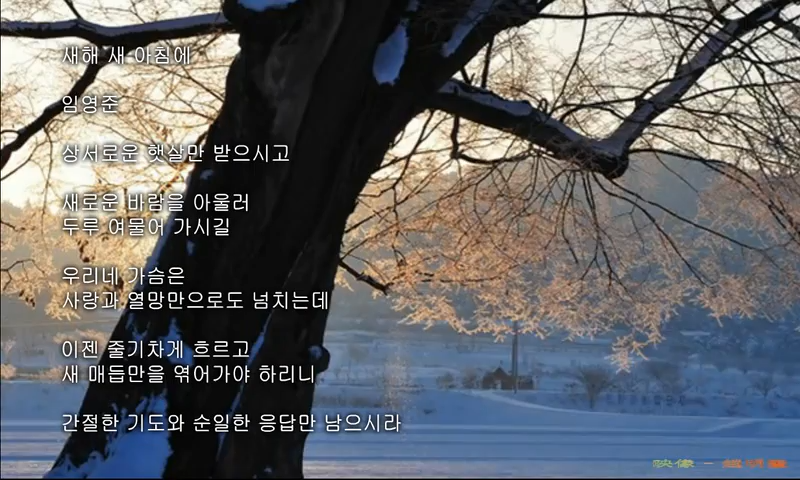 새해 새 아침에
임영준
상서로운 햇살만 받으시고
새로운 바람을 아울러
두루 여물어 가시길
우리네 가슴은
사랑과 열망만으로도 넘치는데
이젠 줄기차게 흐르고
새 매듭만을 엮어가야 하리니
간절한 기도와 순일한 응답만 남으시라
映像 -